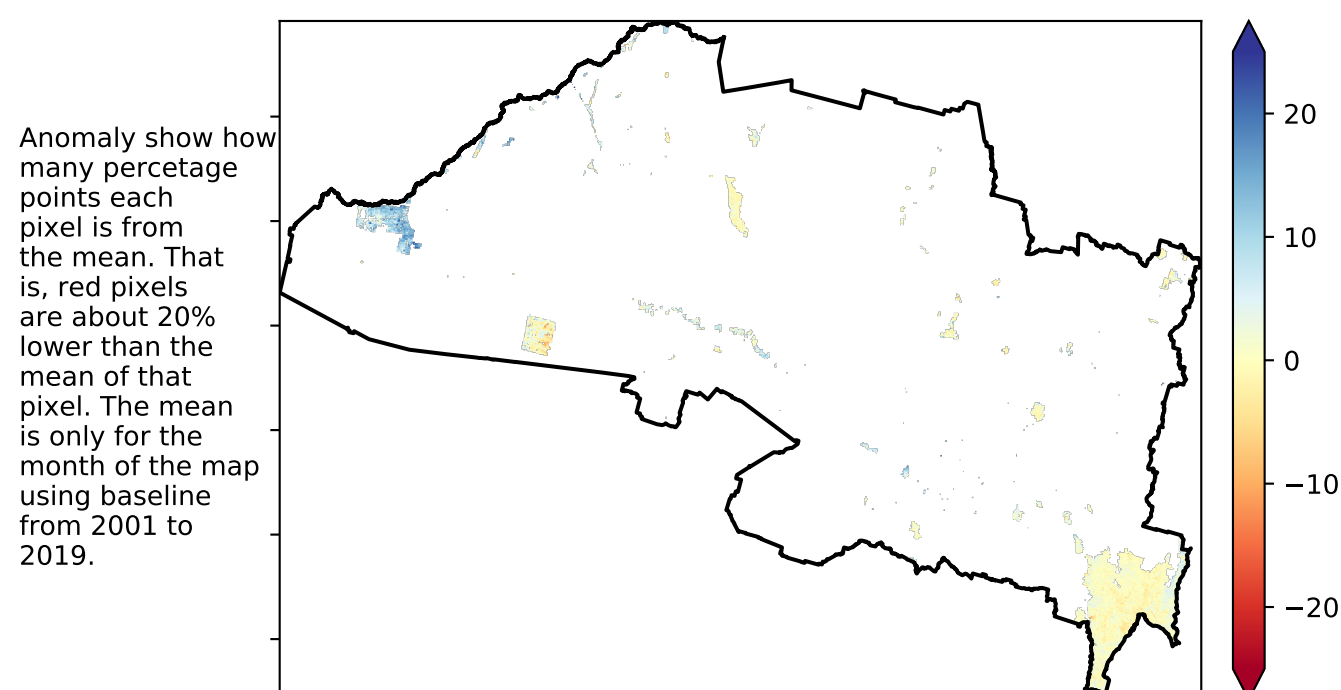 Anomaly show how
many percetage
points each
pixel is from
the mean. That
is, red pixels
are about 20%
lower than the
mean of that
pixel. The mean
is only for the
month of the map
using baseline
from 2001 to
2019.
20
10
0
−10
−20